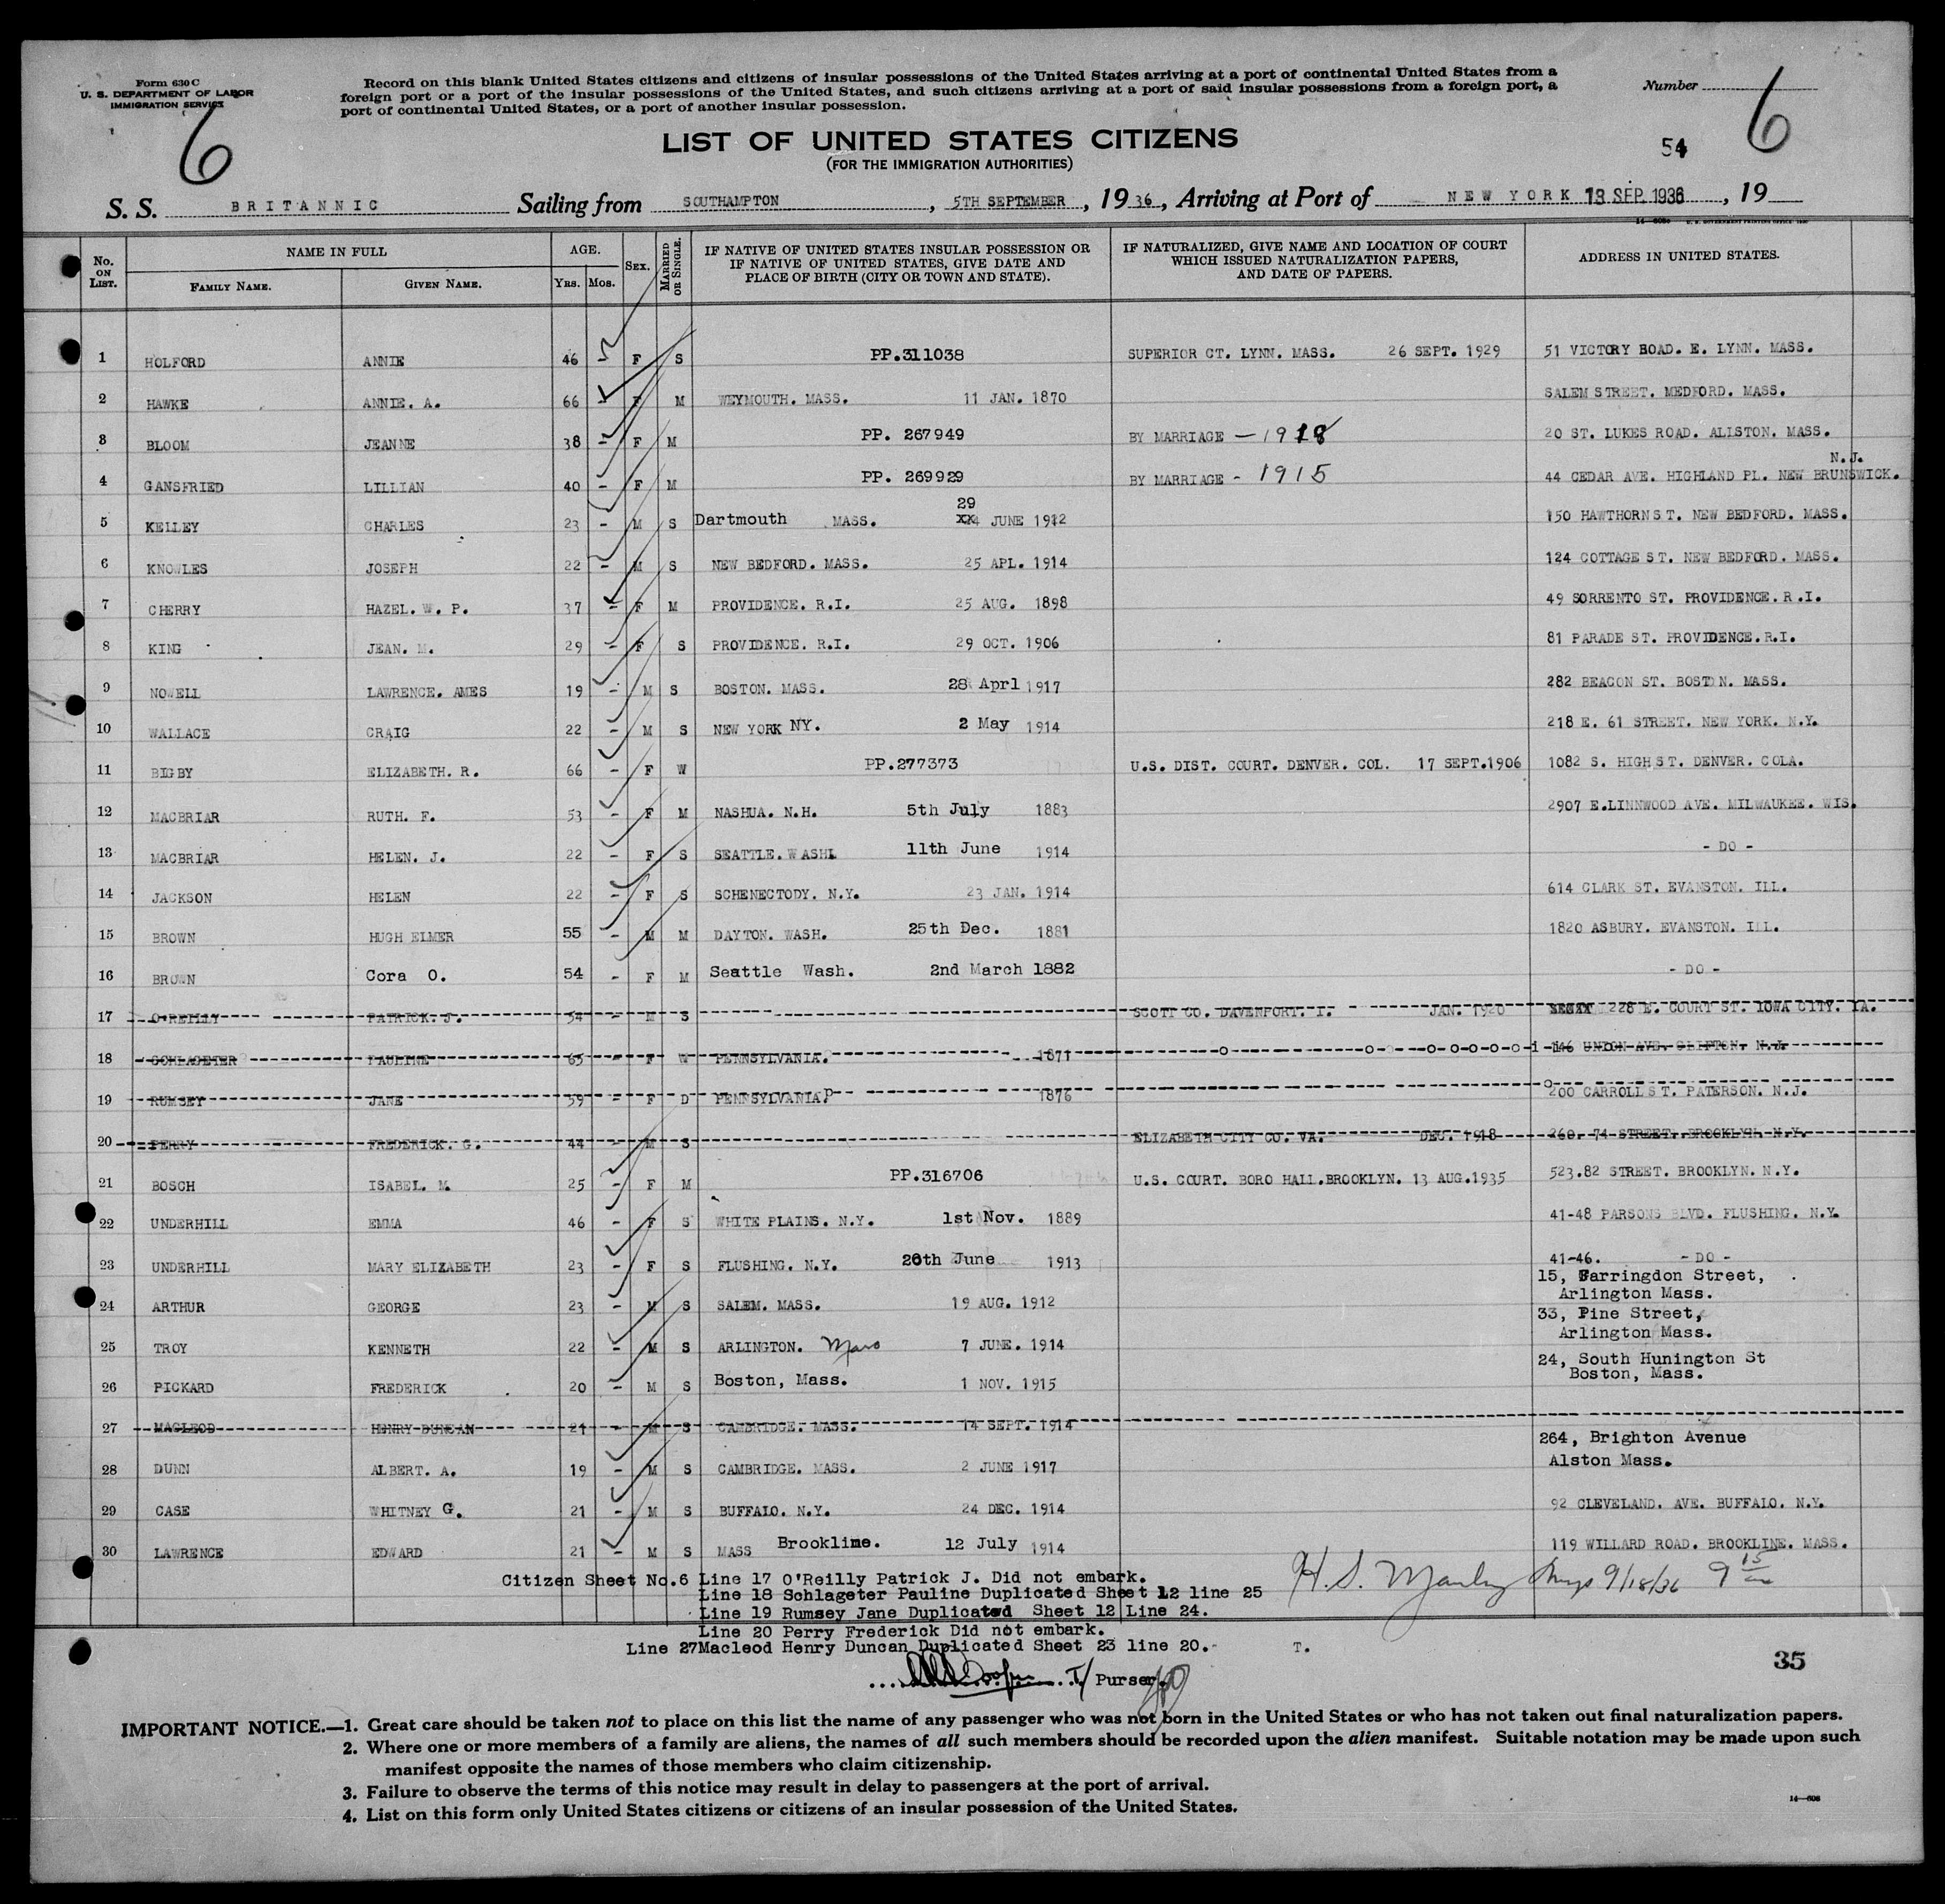 Form 630 C
U. S. DEPARTMENT OF LABOR
IMMIGRATION SERVICE
Record on this blank United States citizens and citizens of insular possessions of the United States arriving at a port of continental United States from a
foreign port or a port of the insular possessions of the United States, and such citizens arriving at a port of said insular possessions from a foreign port, a
port of continental United States, or a port of another insular possession.
Number
6
6
54
LIST OF UNITED STATES CITIZENS
(FOR THE IMMIGRATION AUTHORITIES)
S. S. BRITANNIC Sailing from SOUTHAMPTON, 5TH SEPTEMBER, 1936, Arriving at Port of NEW YORK 13 SEP. 1936, 19
No. ON LIST. NAME IN FULL FAMILY NAME. GIVEN NAME. AGE. YRS. MOS. SEX. MARRIED OR SINGLE. IF NATIVE OF UNITED STATES INSULAR POSSESSION OR IF NATIVE OF UNITED STATES, GIVE DATE AND PLACE OF BIRTH (CITY OR TOWN AND STATE). IF NATURALIZED, GIVE NAME AND LOCATION OF COURT WHICH ISSUED NATURALIZATION PAPERS, AND DATE OF PAPERS. ADDRESS IN UNITED STATES.
1 HOLFORD ANNIE 46 - F S PP.311038 SUPERIOR CT. LYNN. MASS. 26 SEPT. 1929 51 VICTORY BOAD. E. LYNN. MASS.
2 HAWKE ANNIE. A. 66 - F M WEYMOUTH. MASS. 11 JAN. 1870 SALEM STREET. MEDFORD. MASS.
3 BLOOM JEANNE 38 - F M PP. 267949 BY MARRIAGE - 1918 20 ST. LUKES ROAD. ALISTON. MASS.
4 GANSFRIED LILLIAN 40 - F M PP. 269929 BY MARRIAGE - 1915 44 CEDAR AVE. HIGHLAND PL. NEW BRUNSWICK. N.J.
5 KELLEY CHARLES 23 - M S Dartmouth MASS. 29 JUNE 1912 150 HAWTHORN ST. NEW BEDFORD. MASS.
6 KNOWLES JOSEPH 22 - M S NEW BEDFORD. MASS. 25 APL. 1914 124 COTTAGE ST. NEW BEDFORD. MASS.
7 CHERRY HAZEL. W. P. 37 - F M PROVIDENCE. R.I. 25 AUG. 1898 49 SORRENTO ST. PROVIDENCE. R.I.
8 KING JEAN. M. 29 - F S PROVIDENCE. R.I. 29 OCT. 1906 81 PARADE ST. PROVIDENCE.R.I.
9 NOWELL LAWRENCE. AMES 19 - M S BOSTON. MASS. 28 Aprl 1917 282 BEACON ST. BOSTON. MASS.
10 WALLACE CRAIG 22 - M S NEW YORK NY. 2 May 1914 218 E. 61 STREET. NEW YORK. N.Y.
11 BIGBY ELIZABETH. R. 66 - F W PP.277373 U.S. DIST. COURT. DENVER. COL. 17 SEPT.1906 1082 S. HIGH ST. DENVER. COLA.
12 MACBRIAR RUTH. F. 53 - F M NASHUA. N.H. 5th July 1883 2907 E.LINNWOOD AVE. MILWAUKEE. WIS.
13 MACBRIAR HELEN. J. 22 - F S SEATTLE. WASH. 11th June 1914 - DO -
14 JACKSON HELEN 22 - F S SCHENECTODY. N.Y. 23 JAN. 1914 614 CLARK ST. EVANSTON. ILL.
15 BROWN HUGH ELMER 55 - M M DAYTON. WASH. 25th Dec. 1881 1820 ASBURY. EVANSTON. ILL.
16 BROWN Cora O. 54 - F M Seattle Wash. 2nd March 1882 - DO -
17 O'REILLY PATRICK. J. 54 - M S SCOTT CO. DAVENPORT. I. JAN. 1920 228 E. COURT ST. IOWA CITY. IA.
18 SCHLAGETER PAULINE 65 - F W PENNSYLVANIA. 1871 146 UNION AVE. CLIFTON. N.J.
19 RUMSEY JANE 59 - F D PENNSYLVANIA 1876 200 CARROLL ST. PATERSON. N.J.
20 PERRY FREDERICK. G. 44 - M S ELIZABETH CITY CO. VA. DEC. 1918 260. 74 STREET. BROOKLYN. N.Y.
21 BOSCH ISABEL. M. 25 - F M PP.316706 U.S. COURT. BORO HALL.BROOKLYN. 13 AUG.1935 523.82 STREET. BROOKLYN. N.Y.
22 UNDERHILL EMMA 46 - F S WHITE PLAINS. N.Y. 1st Nov. 1889 41-48 PARSONS BLVD. FLUSHING. N.Y.
23 UNDERHILL MARY ELIZABETH 23 - F S FLUSHING. N.Y. 26th June 1913 41-46. - DO -
24 ARTHUR GEORGE 23 - M S SALEM. MASS. 19 AUG. 1912 15, Farringdon Street, Arlington Mass.
25 TROY KENNETH 22 - M S ARLINGTON. Mass 7 JUNE. 1914 33, Pine Street, Arlington Mass.
26 PICKARD FREDERICK 20 - M S Boston, Mass. 1 NOV. 1915 24, South Hunington St Boston, Mass.
27 MACLEOD HENRY DUNCAN 21 - M S CAMBRIDGE. MASS. 14 SEPT. 1914
28 DUNN ALBERT. A. 19 - M S CAMBRIDGE. MASS. 2 JUNE 1917 264, Brighton Avenue Alston Mass.
29 CASE WHITNEY G. 21 - M S BUFFALO. N.Y. 24 DEC. 1914 92 CLEVELAND. AVE. BUFFALO. N.Y.
30 LAWRENCE EDWARD 21 - M S MASS Brookline. 12 July 1914 119 WILLARD ROAD. BROOKLINE. MASS.
Citizen Sheet No.6 Line 17 O'Reilly Patrick J. Did not embark.
Line 18 Schlageter Pauline Duplicated Sheet 12 line 25
Line 19 Rumsey Jane Duplicated Sheet 12 Line 24.
Line 20 Perry Frederick Did not embark.
Line 27Macleod Henry Duncan Duplicated Sheet 23 line 20.- T.
H. S. Manley Insp 9/18/36 9 15
T/ Purser.
35
IMPORTANT NOTICE.—1. Great care should be taken not to place on this list the name of any passenger who was not born in the United States or who has not taken out final naturalization papers.
2. Where one or more members of a family are aliens, the names of all such members should be recorded upon the alien manifest. Suitable notation may be made upon such
manifest opposite the names of those members who claim citizenship.
3. Failure to observe the terms of this notice may result in delay to passengers at the port of arrival.
4. List on this form only United States citizens or citizens of an insular possession of the United States.
14—608